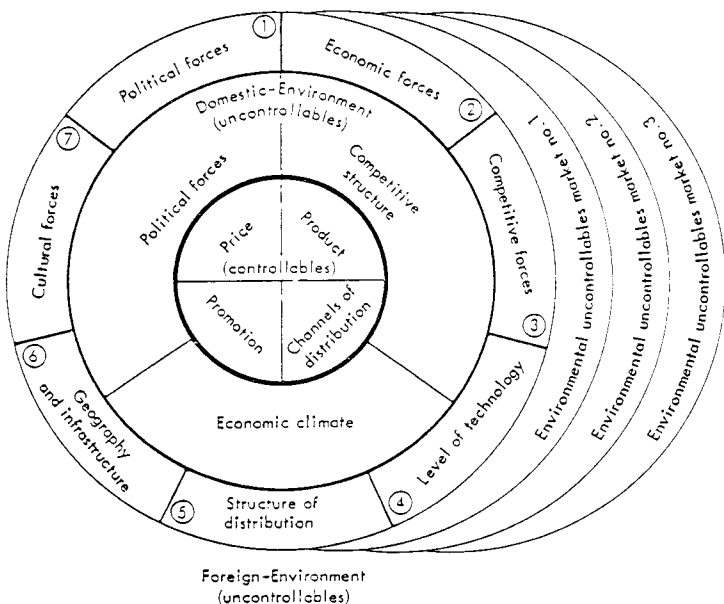 1
Political forces
Economic forces
2
7
Domestic-Environment
(uncontrollables)
Political forces
Competitive
structure
Cultural forces
Competitive forces
Price
Product
(controllables)
Promotion
Channels of
distribution
3
6
Geography
and infrastructure
Economic climate
Level of technology
4
5
Structure of
distribution
Environmental uncontrollables market no. 1
Environmental uncontrollables market no. 2
Environmental uncontrollables market no. 3
Foreign-Environment
(uncontrollables)